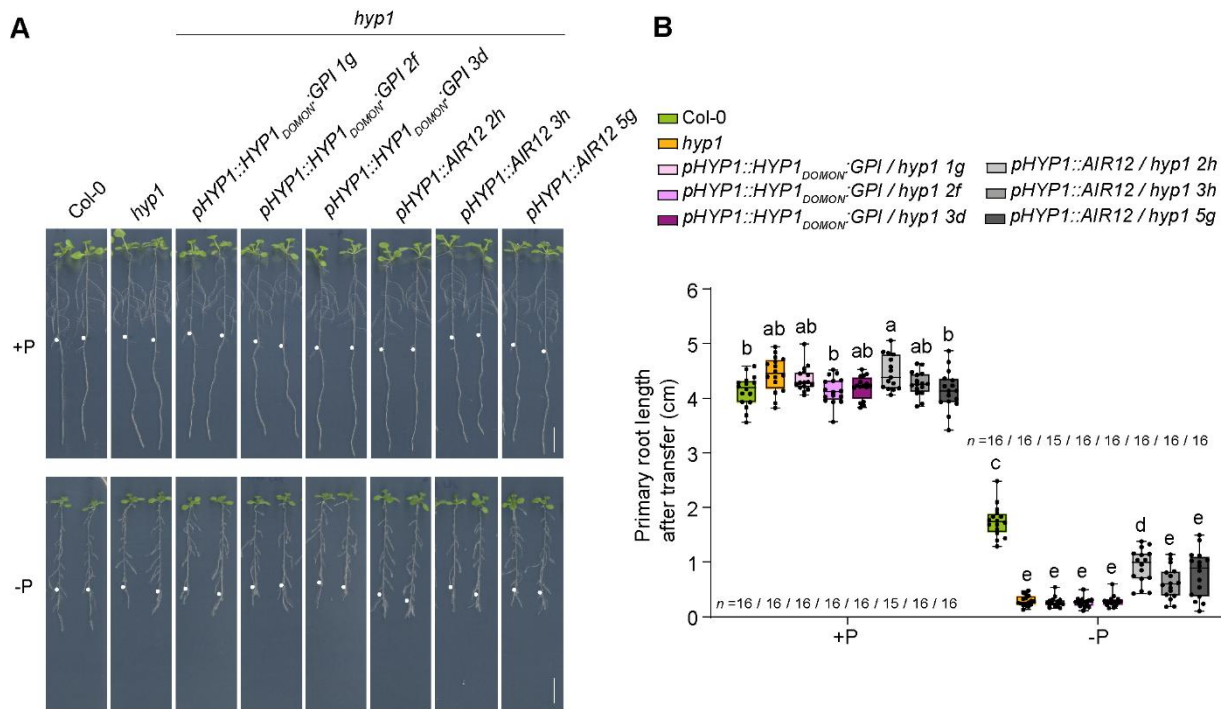 A
hyp1
Col-0
hyp1
pHYP1::HYP1DOMON:GPI 1g
pHYP1::HYP1DOMON:GPI 2f
pHYP1::HYP1DOMON:GPI 3d
pHYP1::AIR12 2h
pHYP1::AIR12 3h
pHYP1::AIR12 5g
+P
-P
B
Col-0
hyp1
pHYP1::HYP1DOMON:GPI / hyp1 1g
pHYP1::HYP1DOMON:GPI / hyp1 2f
pHYP1::HYP1DOMON:GPI / hyp1 3d
pHYP1::AIR12 / hyp1 2h
pHYP1::AIR12 / hyp1 3h
pHYP1::AIR12 / hyp1 5g
Primary root length
after transfer (cm)
6
5
4
3
2
1
0
b ab ab b ab a ab b
n =16 / 16 / 15 / 16 / 16 / 16 / 16 / 16
c e e e e d e e
n =16 / 16 / 16 / 16 / 16 / 15 / 16 / 16
+P
-P